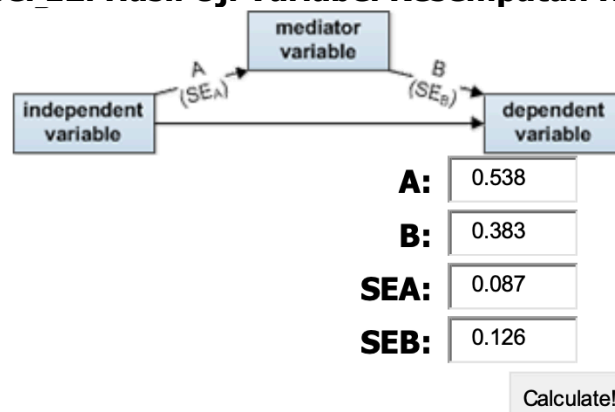 mediator
variable
A
(SEA)
B
(SEB)
independent
variable
dependent
variable
A: 0.538
B: 0.383
SEA: 0.087
SEB: 0.126
Calculate!